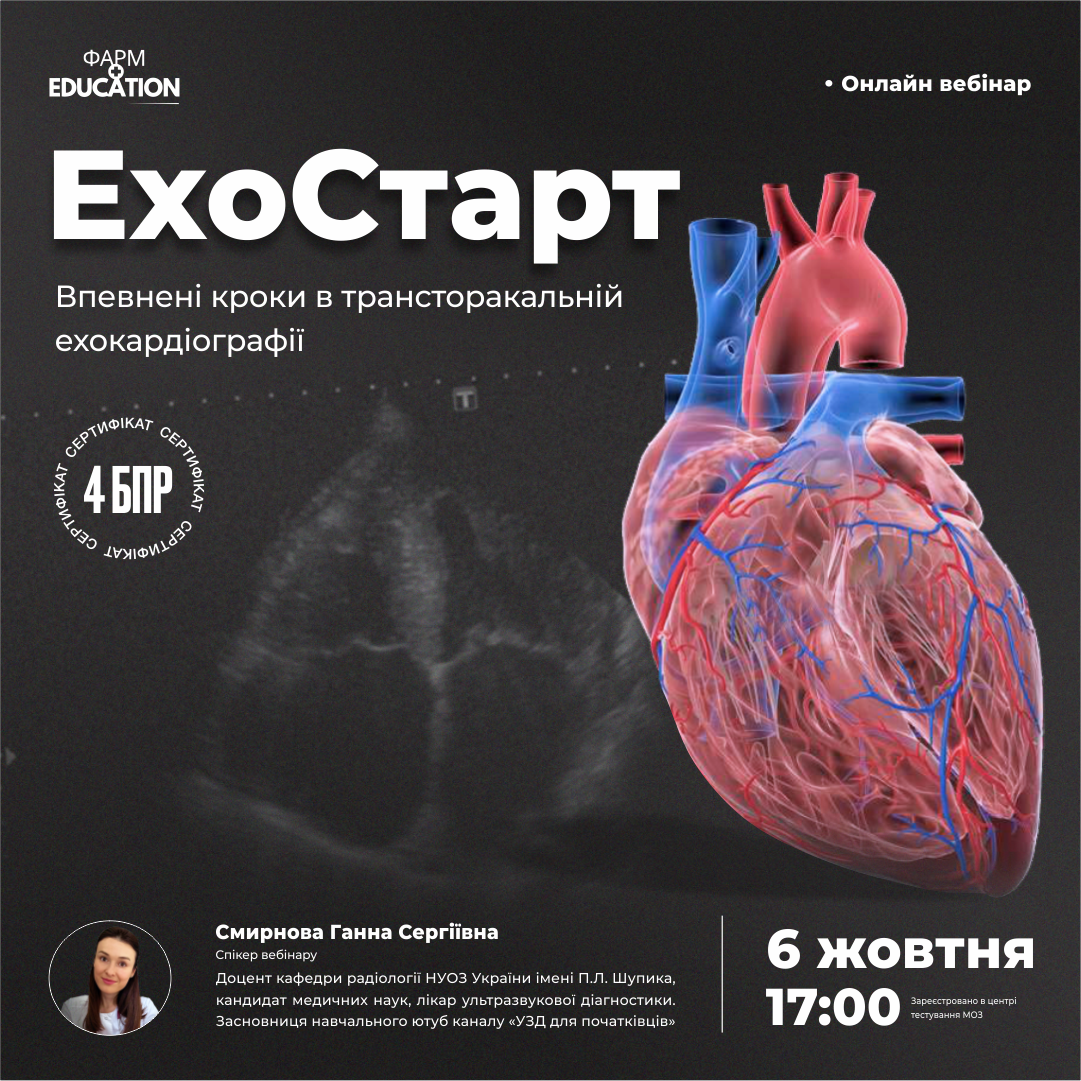 ФАРМ
EDUCATION
• Онлайн вебінар
ЕхоСтарт
Впевнені кроки в трансторакальній
ехокардіографії
T
СЕРТИФІКАТ СЕРТИФІКАТ СЕРТИФІКАТ СЕРТИФІКАТ
4 БПР
Смирнова Ганна Сергіївна
Спікер вебінару
Доцент кафедри радіології НУОЗ України імені П.Л. Шупика,
кандидат медичних наук, лікар ультразвукової діагностики.
Засновниця навчального ютуб каналу «УЗД для початківців»
6 жовтня
17:00
Зареєстровано в центрі
тестування МОЗ